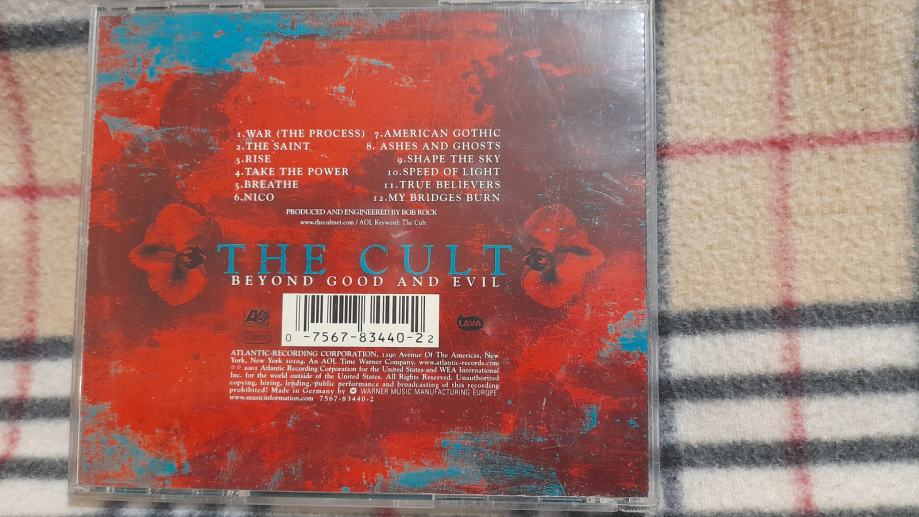 1.WAR (THE PROCESS)
2.THE SAINT
3.RISE
4.TAKE THE POWER
5.BREATHE
6.NICO
7.AMERICAN GOTHIC
8. ASHES AND GHOSTS
9.SHAPE THE SKY
10.SPEED OF LIGHT
11.TRUE BELIEVERS
12.MY BRIDGES BURN
PRODUCED AND ENGINEERED BY BOB ROCK
www.thecultnet.com / AOL Keyword: The Cult
THE CULT
BEYOND GOOD AND EVIL
0 -7567-83440-2 2
LAVA
ATLANTIC RECORDING CORPORATION, 1290 Avenue Of The Americas, New
York, New York 10104. An AOL Time Warner Company. www.atlantic-records.com
℗ © 2001 Atlantic Recording Corporation for the United States and WEA International
Inc. for the world outside of the United States. All Rights Reserved. Unauthorized
copying, hiring, lending, public performance and broadcasting of this recording
prohibited! Made in Germany by WARNER MUSIC MANUFACTURING EUROPE
www.musicinformation.com 7567-83440-2